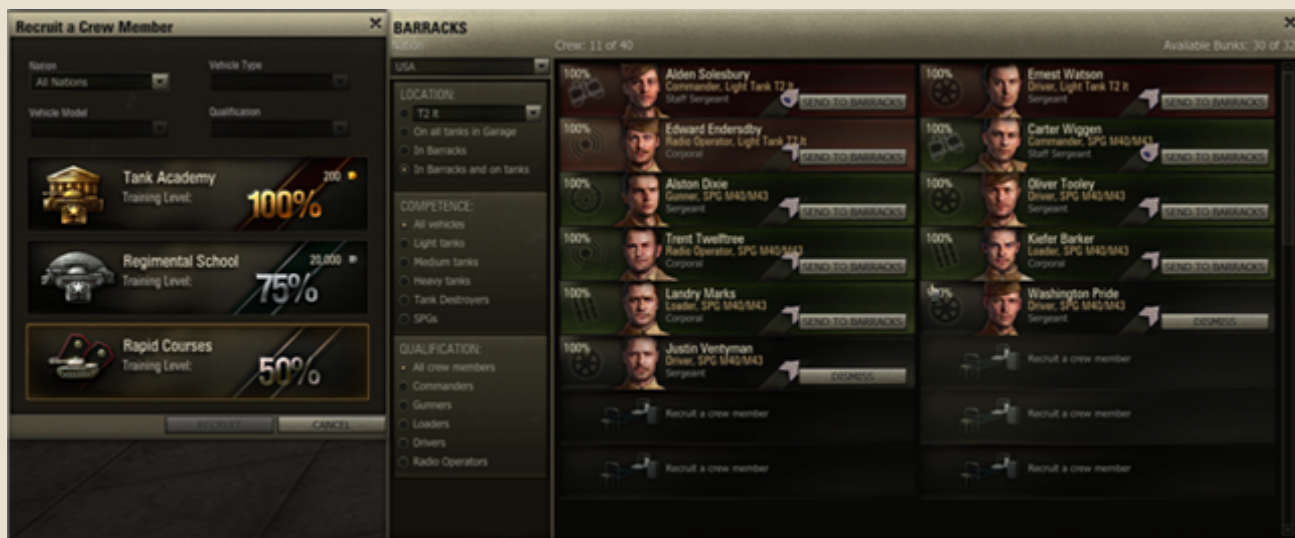 Recruit a Crew Member
Nation
All Nations
Vehicle Type
Vehicle Model
Qualification
Tank Academy
Training Level:
100%
200
Regimental School
Training Level:
75%
20,000
Rapid Courses
Training Level:
50%
RECRUIT
CANCEL
BARRACKS
Nation
USA
Crew: 11 of 40
Available Bunks: 30 of 32
LOCATION:
T2 lt
On all tanks in Garage
In Barracks
In Barracks and on tanks
COMPETENCE:
All vehicles
Light tanks
Medium tanks
Heavy tanks
Tank Destroyers
SPGs
QUALIFICATION:
All crew members
Commanders
Gunners
Loaders
Drivers
Radio Operators
100%
Alden Solesbury
Commander, Light Tank T2 lt
Staff Sergeant
SEND TO BARRACKS
100%
Ernest Watson
Driver, Light Tank T2 lt
Sergeant
SEND TO BARRACKS
100%
Edward Endersdby
Radio Operator, Light Tank T2 lt
Corporal
SEND TO BARRACKS
100%
Carter Wiggen
Commander, SPG M40/M43
Staff Sergeant
SEND TO BARRACKS
100%
Alston Dixie
Gunner, SPG M40/M43
Sergeant
SEND TO BARRACKS
100%
Oliver Tooley
Driver, SPG M40/M43
Sergeant
SEND TO BARRACKS
100%
Trent Twelftree
Radio Operator, SPG M40/M43
Corporal
SEND TO BARRACKS
100%
Kiefer Barker
Loader, SPG M40/M43
Corporal
SEND TO BARRACKS
100%
Landry Marks
Loader, SPG M40/M43
Corporal
SEND TO BARRACKS
Washington Pride
Driver, SPG M40/M43
Sergeant
DISMISS
100%
Justin Ventyman
Driver, SPG M40/M43
Sergeant
DISMISS
Recruit a crew member
Recruit a crew member
Recruit a crew member
Recruit a crew member
Recruit a crew member